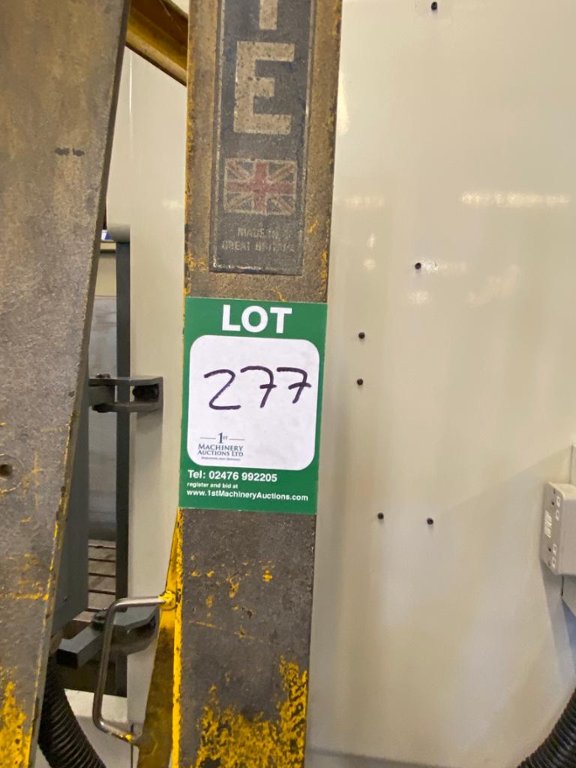 E
MADE IN
GREAT BRITAIN
LOT
277
1ST
MACHINERY
AUCTIONS LTD.
Tel: 02476 992205
register and bid at
www.1stMachineryAuctions.com